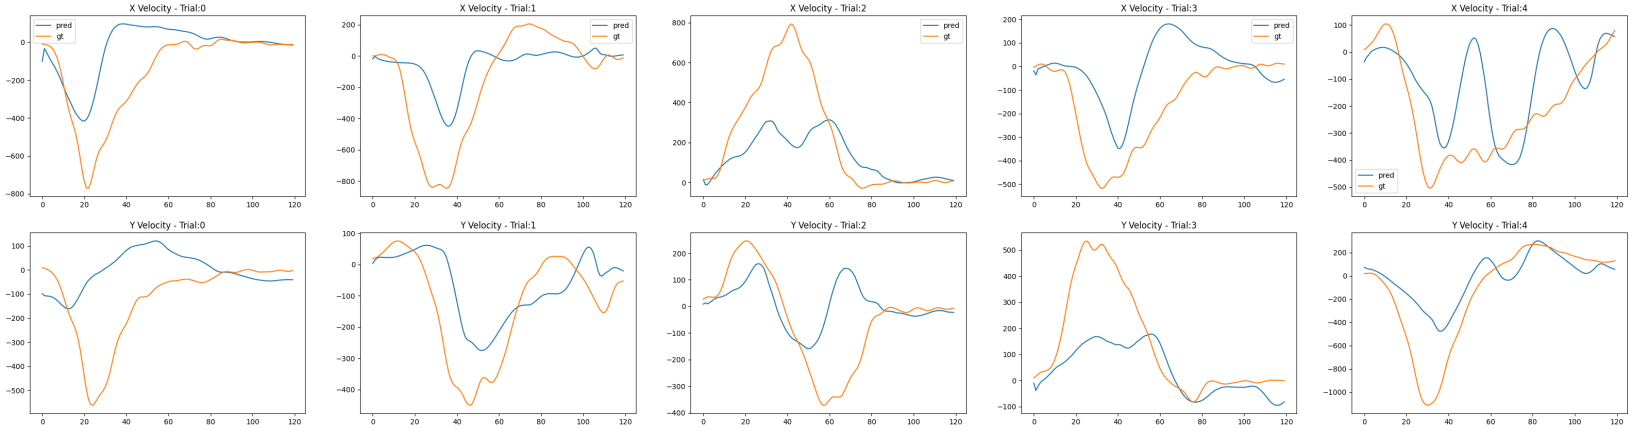 X Velocity - Trial:0
pred
gt
0
−200
−400
−600
−800
0 20 40 60 80 100 120
X Velocity - Trial:1
pred
gt
200
0
−200
−400
−600
−800
0 20 40 60 80 100 120
X Velocity - Trial:2
pred
gt
800
600
400
200
0
0 20 40 60 80 100 120
X Velocity - Trial:3
pred
gt
200
100
0
−100
−200
−300
−400
−500
0 20 40 60 80 100 120
X Velocity - Trial:4
pred
gt
100
0
−100
−200
−300
−400
−500
0 20 40 60 80 100 120
Y Velocity - Trial:0
100
0
−100
−200
−300
−400
−500
0 20 40 60 80 100 120
Y Velocity - Trial:1
100
0
−100
−200
−300
−400
0 20 40 60 80 100 120
Y Velocity - Trial:2
200
100
0
−100
−200
−300
−400
0 20 40 60 80 100 120
Y Velocity - Trial:3
500
400
300
200
100
0
−100
0 20 40 60 80 100 120
Y Velocity - Trial:4
200
0
−200
−400
−600
−800
−1000
0 20 40 60 80 100 120